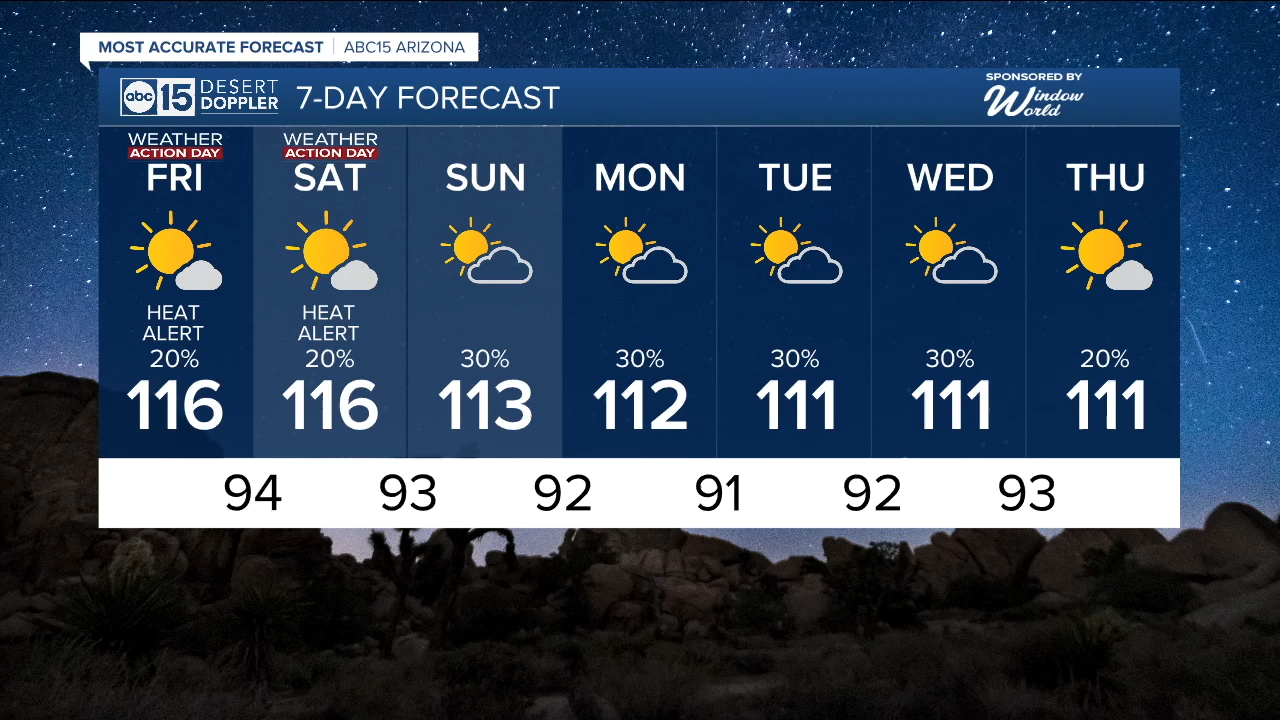 MOST ACCURATE FORECAST | ABC15 ARIZONA
abc 15 DESERT DOPPLER
7-DAY FORECAST
SPONSORED BY
Window World
WEATHER ACTION DAY
FRI
HEAT ALERT
20%
116
WEATHER ACTION DAY
SAT
HEAT ALERT
20%
116
SUN
30%
113
MON
30%
112
TUE
30%
111
WED
30%
111
THU
20%
111
94 93 92 91 92 93